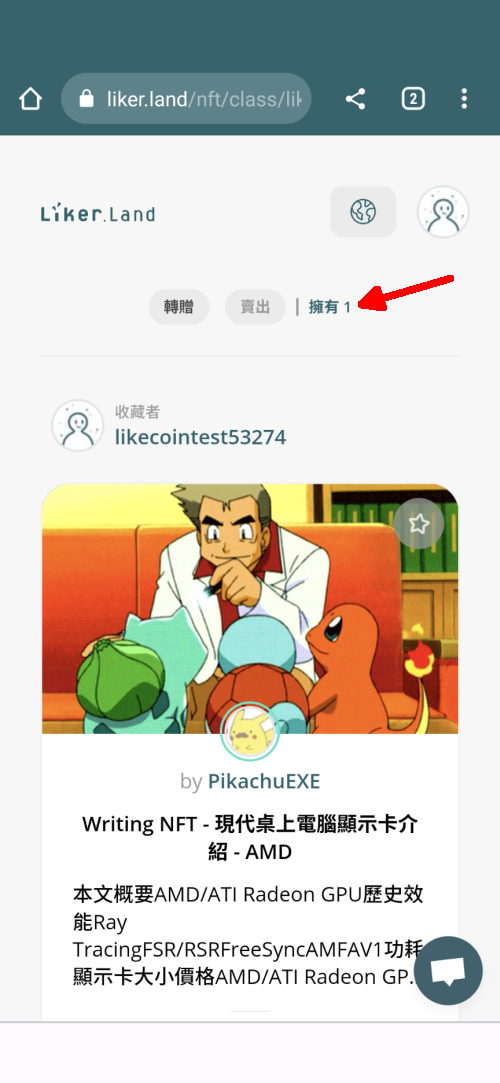 liker.land/nft/class/lik
2
Liker.Land
轉贈 賣出 | 擁有 1
收藏者
likecointest53274
by PikachuEXE
Writing NFT - 現代桌上電腦顯示卡介
紹 - AMD
本文概要AMD/ATI Radeon GPU歷史效
能Ray
TracingFSR/RSRFreeSyncAMFAV1功耗
顯示卡大小價格AMD/ATI Radeon GP...